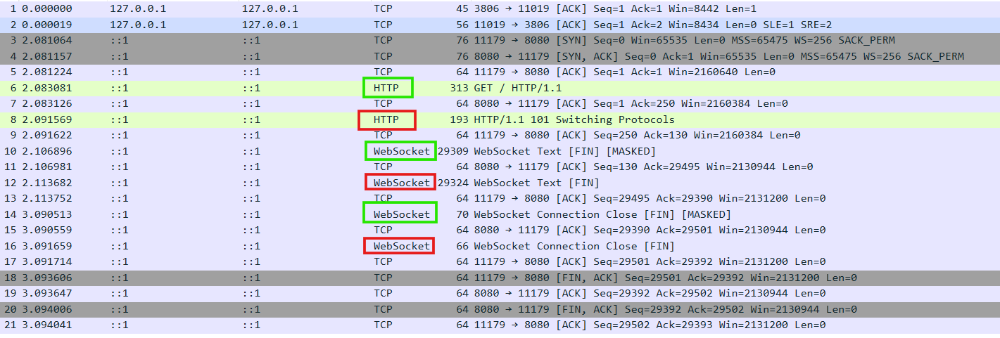 1 0.000000 127.0.0.1 127.0.0.1 TCP 45 3806 → 11019 [ACK] Seq=1 Ack=1 Win=8442 Len=1
2 0.000019 127.0.0.1 127.0.0.1 TCP 56 11019 → 3806 [ACK] Seq=1 Ack=2 Win=8434 Len=0 SLE=1 SRE=2
3 2.081064 ::1 ::1 TCP 76 11179 → 8080 [SYN] Seq=0 Win=65535 Len=0 MSS=65475 WS=256 SACK_PERM
4 2.081157 ::1 ::1 TCP 76 8080 → 11179 [SYN, ACK] Seq=0 Ack=1 Win=65535 Len=0 MSS=65475 WS=256 SACK_PERM
5 2.081224 ::1 ::1 TCP 64 11179 → 8080 [ACK] Seq=1 Ack=1 Win=2160640 Len=0
6 2.083081 ::1 ::1 HTTP 313 GET / HTTP/1.1
7 2.083126 ::1 ::1 TCP 64 8080 → 11179 [ACK] Seq=1 Ack=250 Win=2160384 Len=0
8 2.091569 ::1 ::1 HTTP 193 HTTP/1.1 101 Switching Protocols
9 2.091622 ::1 ::1 TCP 64 11179 → 8080 [ACK] Seq=250 Ack=130 Win=2160384 Len=0
10 2.106896 ::1 ::1 WebSocket 29309 WebSocket Text [FIN] [MASKED]
11 2.106981 ::1 ::1 TCP 64 8080 → 11179 [ACK] Seq=130 Ack=29495 Win=2130944 Len=0
12 2.113682 ::1 ::1 WebSocket 29324 WebSocket Text [FIN]
13 2.113752 ::1 ::1 TCP 64 11179 → 8080 [ACK] Seq=29495 Ack=29390 Win=2131200 Len=0
14 3.090513 ::1 ::1 WebSocket 70 WebSocket Connection Close [FIN] [MASKED]
15 3.090559 ::1 ::1 TCP 64 8080 → 11179 [ACK] Seq=29390 Ack=29501 Win=2130944 Len=0
16 3.091659 ::1 ::1 WebSocket 66 WebSocket Connection Close [FIN]
17 3.091714 ::1 ::1 TCP 64 11179 → 8080 [ACK] Seq=29501 Ack=29392 Win=2131200 Len=0
18 3.093606 ::1 ::1 TCP 64 11179 → 8080 [FIN, ACK] Seq=29501 Ack=29392 Win=2131200 Len=0
19 3.093647 ::1 ::1 TCP 64 8080 → 11179 [ACK] Seq=29392 Ack=29502 Win=2130944 Len=0
20 3.094006 ::1 ::1 TCP 64 8080 → 11179 [FIN, ACK] Seq=29392 Ack=29502 Win=2130944 Len=0
21 3.094041 ::1 ::1 TCP 64 11179 → 8080 [ACK] Seq=29502 Ack=29393 Win=2131200 Len=0